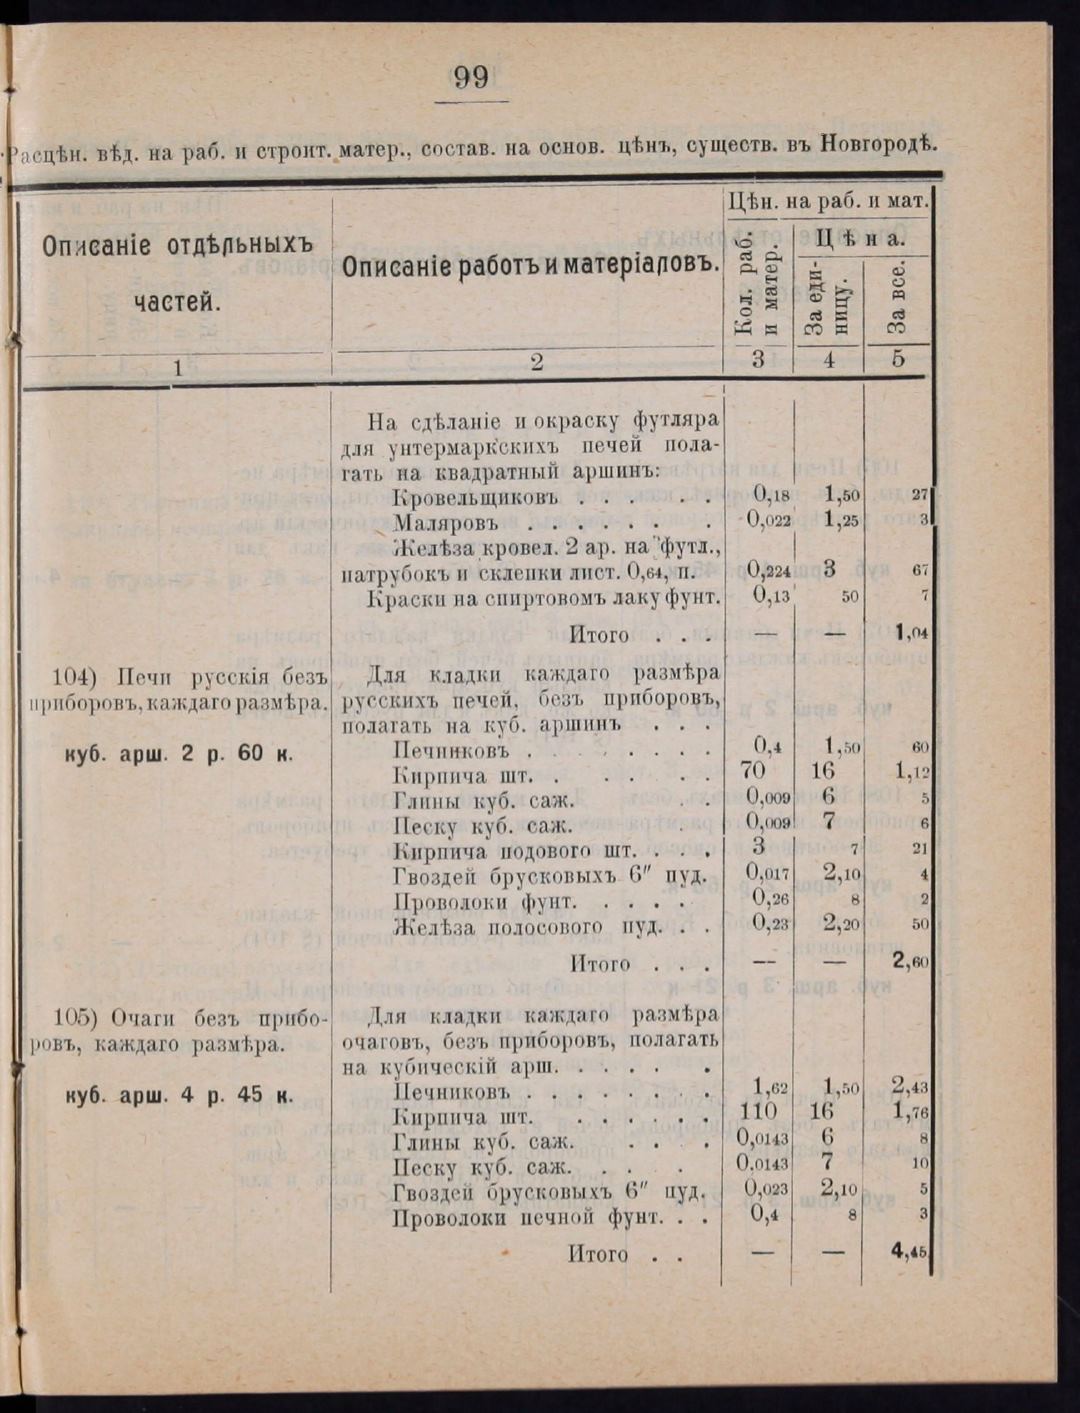 99
Расцѣн. вѣд. на раб. и строит. матер., состав. на основ. цѣнъ, существ. въ Новгородѣ.
Описаніе отдѣльныхъ частей.
Описаніе работъ и матеріаловъ.
Цѣн. на раб. и мат.
Кол. раб. и матер.
Цѣна.
За единицу.
За все.
1 2 3 4 5
На сдѣланіе и окраску футляра
для унтермаркскихъ печей пола-
гать на квадратный аршинъ:
Кровельщиковъ . . . . . . 0,18 1,50 27
Маляровъ . . . . . . . 0,022 1,25 3
Желѣза кровел. 2 ар. на футл.,
патрубокъ и склепки лист. 0,64, п. 0,224 3 67
Краски на спиртовомъ лаку фунт. 0,13 50 7
Итого . . . — — 1,04
104) Печи русскія безъ
приборовъ, каждаго размѣра.
куб. арш. 2 р. 60 к.
Для кладки каждаго размѣра
русскихъ печей, безъ приборовъ,
полагать на куб. аршинъ . . .
Печниковъ . . . . . . 0,4 1,50 60
Кирпича шт. . . . . . 70 16 1,12
Глины куб. саж. . . 0,009 6 5
Песку куб. саж. . 0,009 7 6
Кирпича подового шт. . . . 3 7 21
Гвоздей брусковыхъ 6" пуд. 0,017 2,10 4
Проволоки фунт. . . . . 0,26 8 2
Желѣза полосового пуд. . . 0,23 2,20 50
Итого . . . — — 2,60
105) Очаги безъ прибо-
ровъ, каждаго размѣра.
куб. арш. 4 р. 45 к.
Для кладки каждаго размѣра
очаговъ, безъ приборовъ, полагать
на кубическій арш. . . . . .
Печниковъ . . . . . . . . 1,62 1,50 2,43
Кирпича шт. . . . . . . 110 16 1,76
Глины куб. саж. . . . . 0,0143 6 8
Песку куб. саж. . . . 0.0143 7 10
Гвоздей брусковыхъ 6" пуд. 0,023 2,10 5
Проволоки печной фунт. . . 0,4 8 3
Итого . . — — 4,45